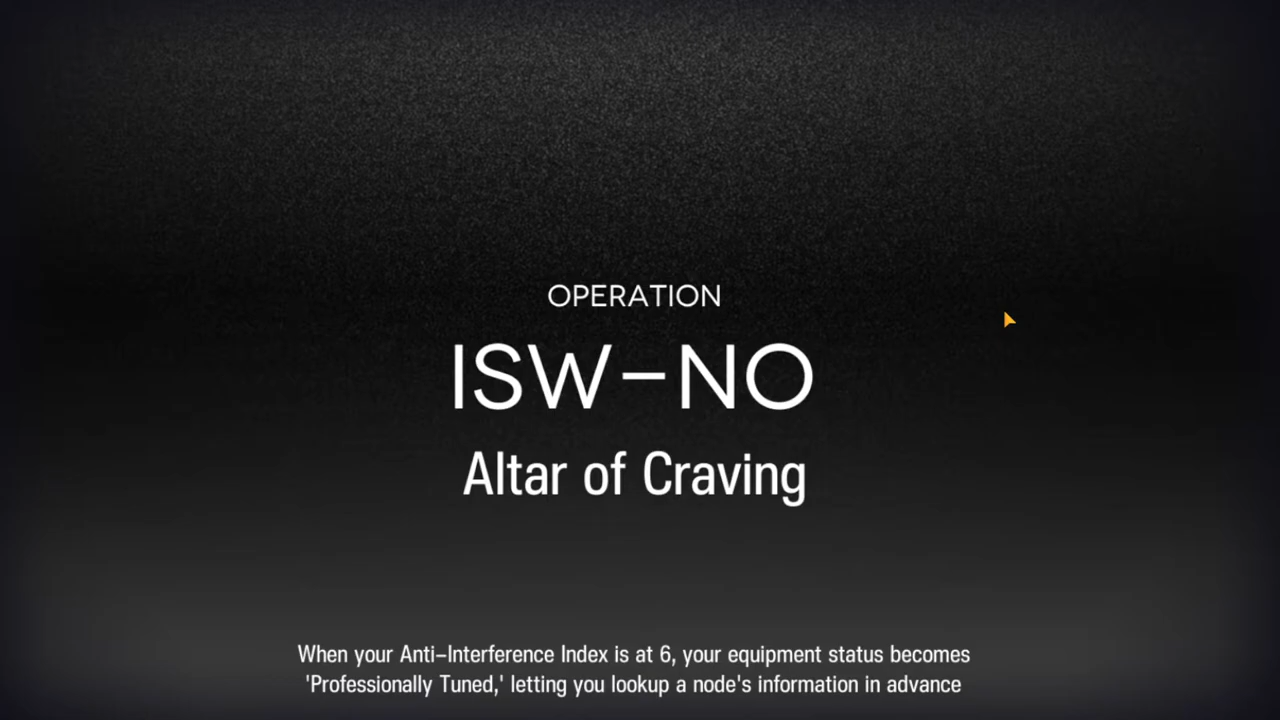 OPERATION
ISW-NO
Altar of Craving
When your Anti-Interference Index is at 6, your equipment status becomes
'Professionally Tuned,' letting you lookup a node's information in advance